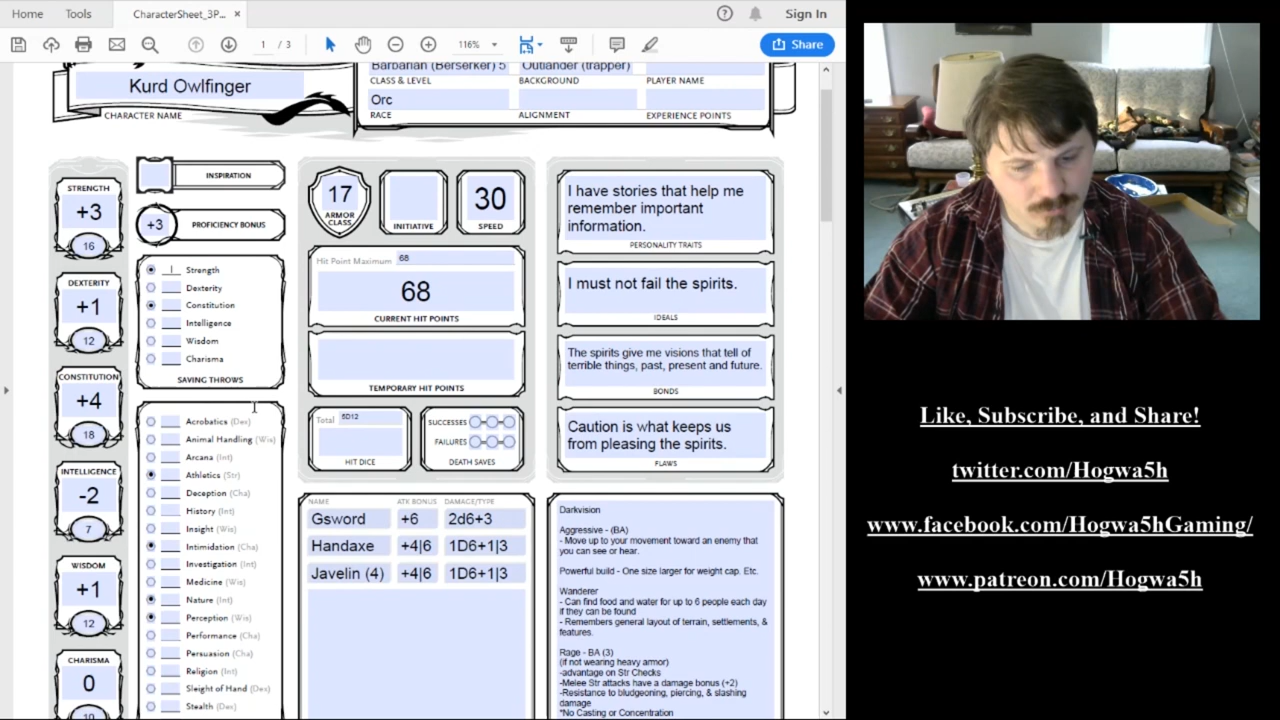 Home
Tools
CharacterSheet_3P... ×
Sign In
1 / 3
116%
Share
Kurd Owlfinger
CHARACTER NAME
Barbarian (Berserker) 5
Outlander (trapper)
CLASS & LEVEL
BACKGROUND
PLAYER NAME
Orc
RACE
ALIGNMENT
EXPERIENCE POINTS
STRENGTH
+3
16
DEXTERITY
+1
12
CONSTITUTION
+4
18
INTELLIGENCE
-2
7
WISDOM
+1
12
CHARISMA
0
10
INSPIRATION
+3
PROFICIENCY BONUS
Strength
Dexterity
Constitution
Intelligence
Wisdom
Charisma
SAVING THROWS
Acrobatics (Dex)
Animal Handling (Wis)
Arcana (Int)
Athletics (Str)
Deception (Cha)
History (Int)
Insight (Wis)
Intimidation (Cha)
Investigation (Int)
Medicine (Wis)
Nature (Int)
Perception (Wis)
Performance (Cha)
Persuasion (Cha)
Religion (Int)
Sleight of Hand (Dex)
Stealth (Dex)
17
ARMOR
CLASS
INITIATIVE
30
SPEED
Hit Point Maximum 68
68
CURRENT HIT POINTS
TEMPORARY HIT POINTS
Total 5D12
HIT DICE
SUCCESSES
FAILURES
DEATH SAVES
NAME ATK BONUS DAMAGE/TYPE
Gsword +6 2d6+3
Handaxe +4|6 1D6+1|3
Javelin (4) +4|6 1D6+1|3
I have stories that help me
remember important
information.
PERSONALITY TRAITS
I must not fail the spirits.
IDEALS
The spirits give me visions that tell of
terrible things, past, present and future.
BONDS
Caution is what keeps us
from pleasing the spirits.
FLAWS
Darkvision
Aggressive - (BA)
- Move up to your movement toward an enemy that
you can see or hear.
Powerful build - One size larger for weight cap. Etc.
Wanderer
- Can find food and water for up to 6 people each day
if they can be found
- Remembers general layout of terrain, settlements, &
features.
Rage - BA (3)
(if not wearing heavy armor)
-advantage on Str Checks
-Melee Str attacks have a damage bonus (+2)
-Resistance to bludgeoning, piercing, & slashing
damage
*No Casting or Concentration
Like, Subscribe, and Share!
twitter.com/Hogwa5h
www.facebook.com/Hogwa5hGaming/
www.patreon.com/Hogwa5h